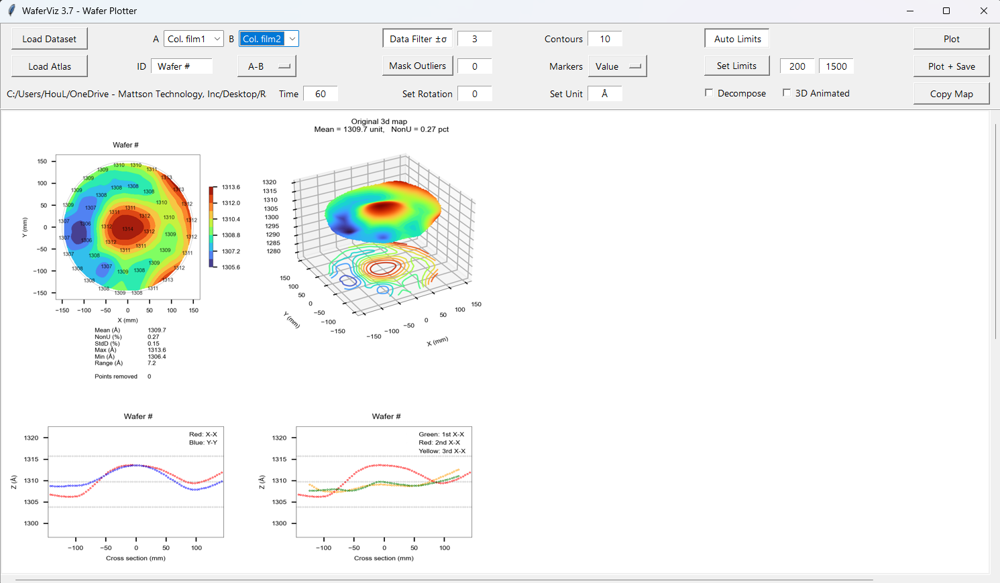 WaferViz 3.7 - Wafer Plotter
Load Dataset A Col. film1 B Col. film2 Data Filter ±σ 3 Contours 10 Auto Limits Plot
Load Atlas ID Wafer # A-B Mask Outliers 0 Markers Value Set Limits 200 1500 Plot + Save
C:/Users/HouL/OneDrive - Mattson Technology, Inc/Desktop/R Time 60 Set Rotation 0 Set Unit Å Decompose 3D Animated Copy Map
Wafer #
150
100
50
0
−50
−100
−150
Y (mm)
1310 1310
1309 1311
1309 1313
1309 1308 1308 1313
1308 1308
1309 1307 1310 1312
1311 1311
1307 1306 1312 1310 1312
1312 1314 1312
1307 1306 1309 1312
1312 1311
1307 1308 1311 1309 1311
1308 1307 1309 1308 1309
1313
1308 1309 1308 1311
−150 −100 −50 0 50 100 150
X (mm)
1313.6
1312.0
1310.4
1308.8
1307.2
1305.6
Mean (Å) 1309.7
NonU (%) 0.27
StdD (%) 0.15
Max (Å) 1313.6
Min (Å) 1306.4
Range (Å) 7.2
Points removed 0
Original 3d map
Mean = 1309.7 unit, NonU = 0.27 pct
1320
1315
1310
1305
1300
1295
1290
1285
1280
150
100
50
0
−50
−100
−150
Y (mm)
−150
−100
−50
0
50
100
150
X (mm)
Wafer #
Red: X-X
Blue: Y-Y
1320
1315
1310
1305
1300
Z (Å)
−100 −50 0 50 100
Cross section (mm)
Wafer #
Green: 1st X-X
Red: 2nd X-X
Yellow: 3rd X-X
1320
1315
1310
1305
1300
Z (Å)
−100 −50 0 50 100
Cross section (mm)